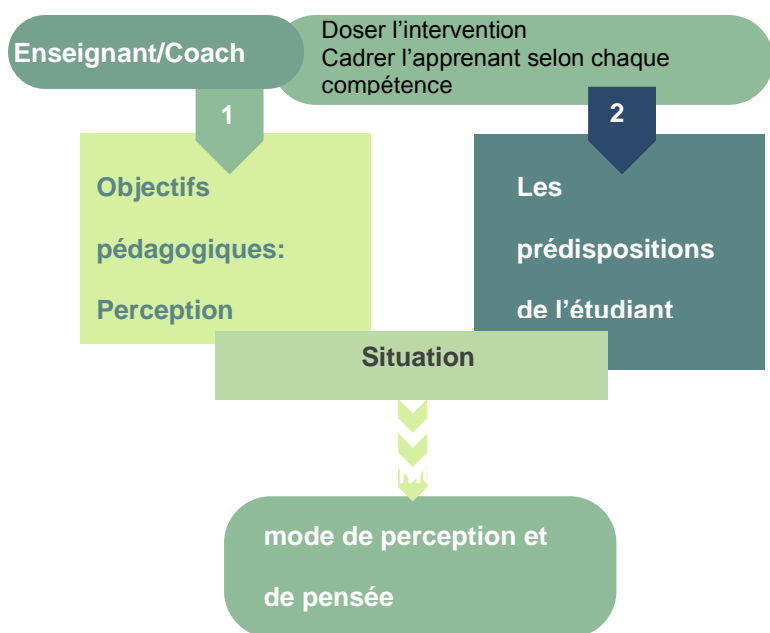 Enseignant/Coach
Doser l’intervention
Cadrer l’apprenant selon chaque
compétence
1
2
Objectifs
pédagogiques:
Perception
Les
prédispositions
de l’étudiant
Situation
mode de perception et
de pensée